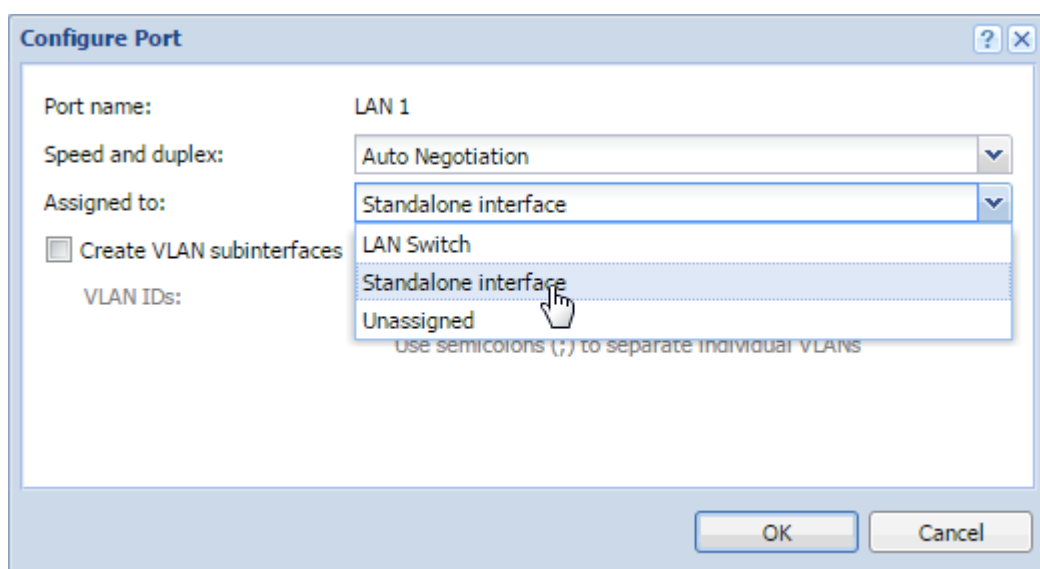 Configure Port
Port name: LAN 1
Speed and duplex: Auto Negotiation
Assigned to: Standalone interface
LAN Switch
Create VLAN subinterfaces
Standalone interface
VLAN IDs:
Unassigned
Use semicolons (;) to separate individual VLANs
OK Cancel